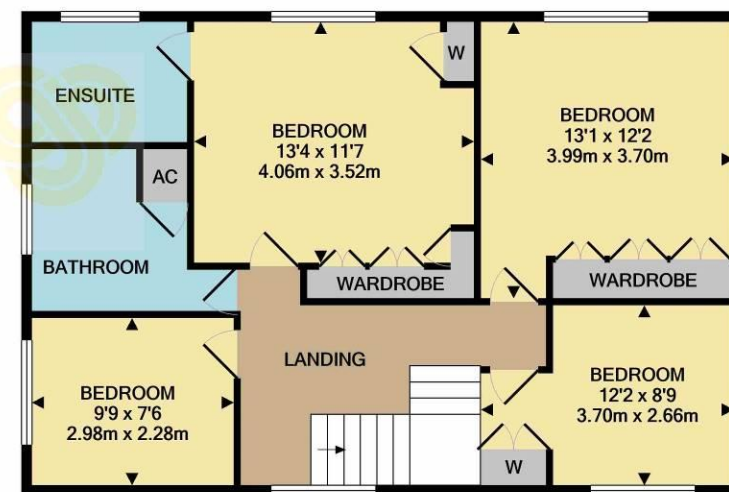 ENSUITE
BEDROOM
13'4 x 11'7
4.06m x 3.52m
W
BEDROOM
13'1 x 12'2
3.99m x 3.70m
AC
BATHROOM
WARDROBE
WARDROBE
LANDING
BEDROOM
9'9 x 7'6
2.98m x 2.28m
BEDROOM
12'2 x 8'9
3.70m x 2.66m
W